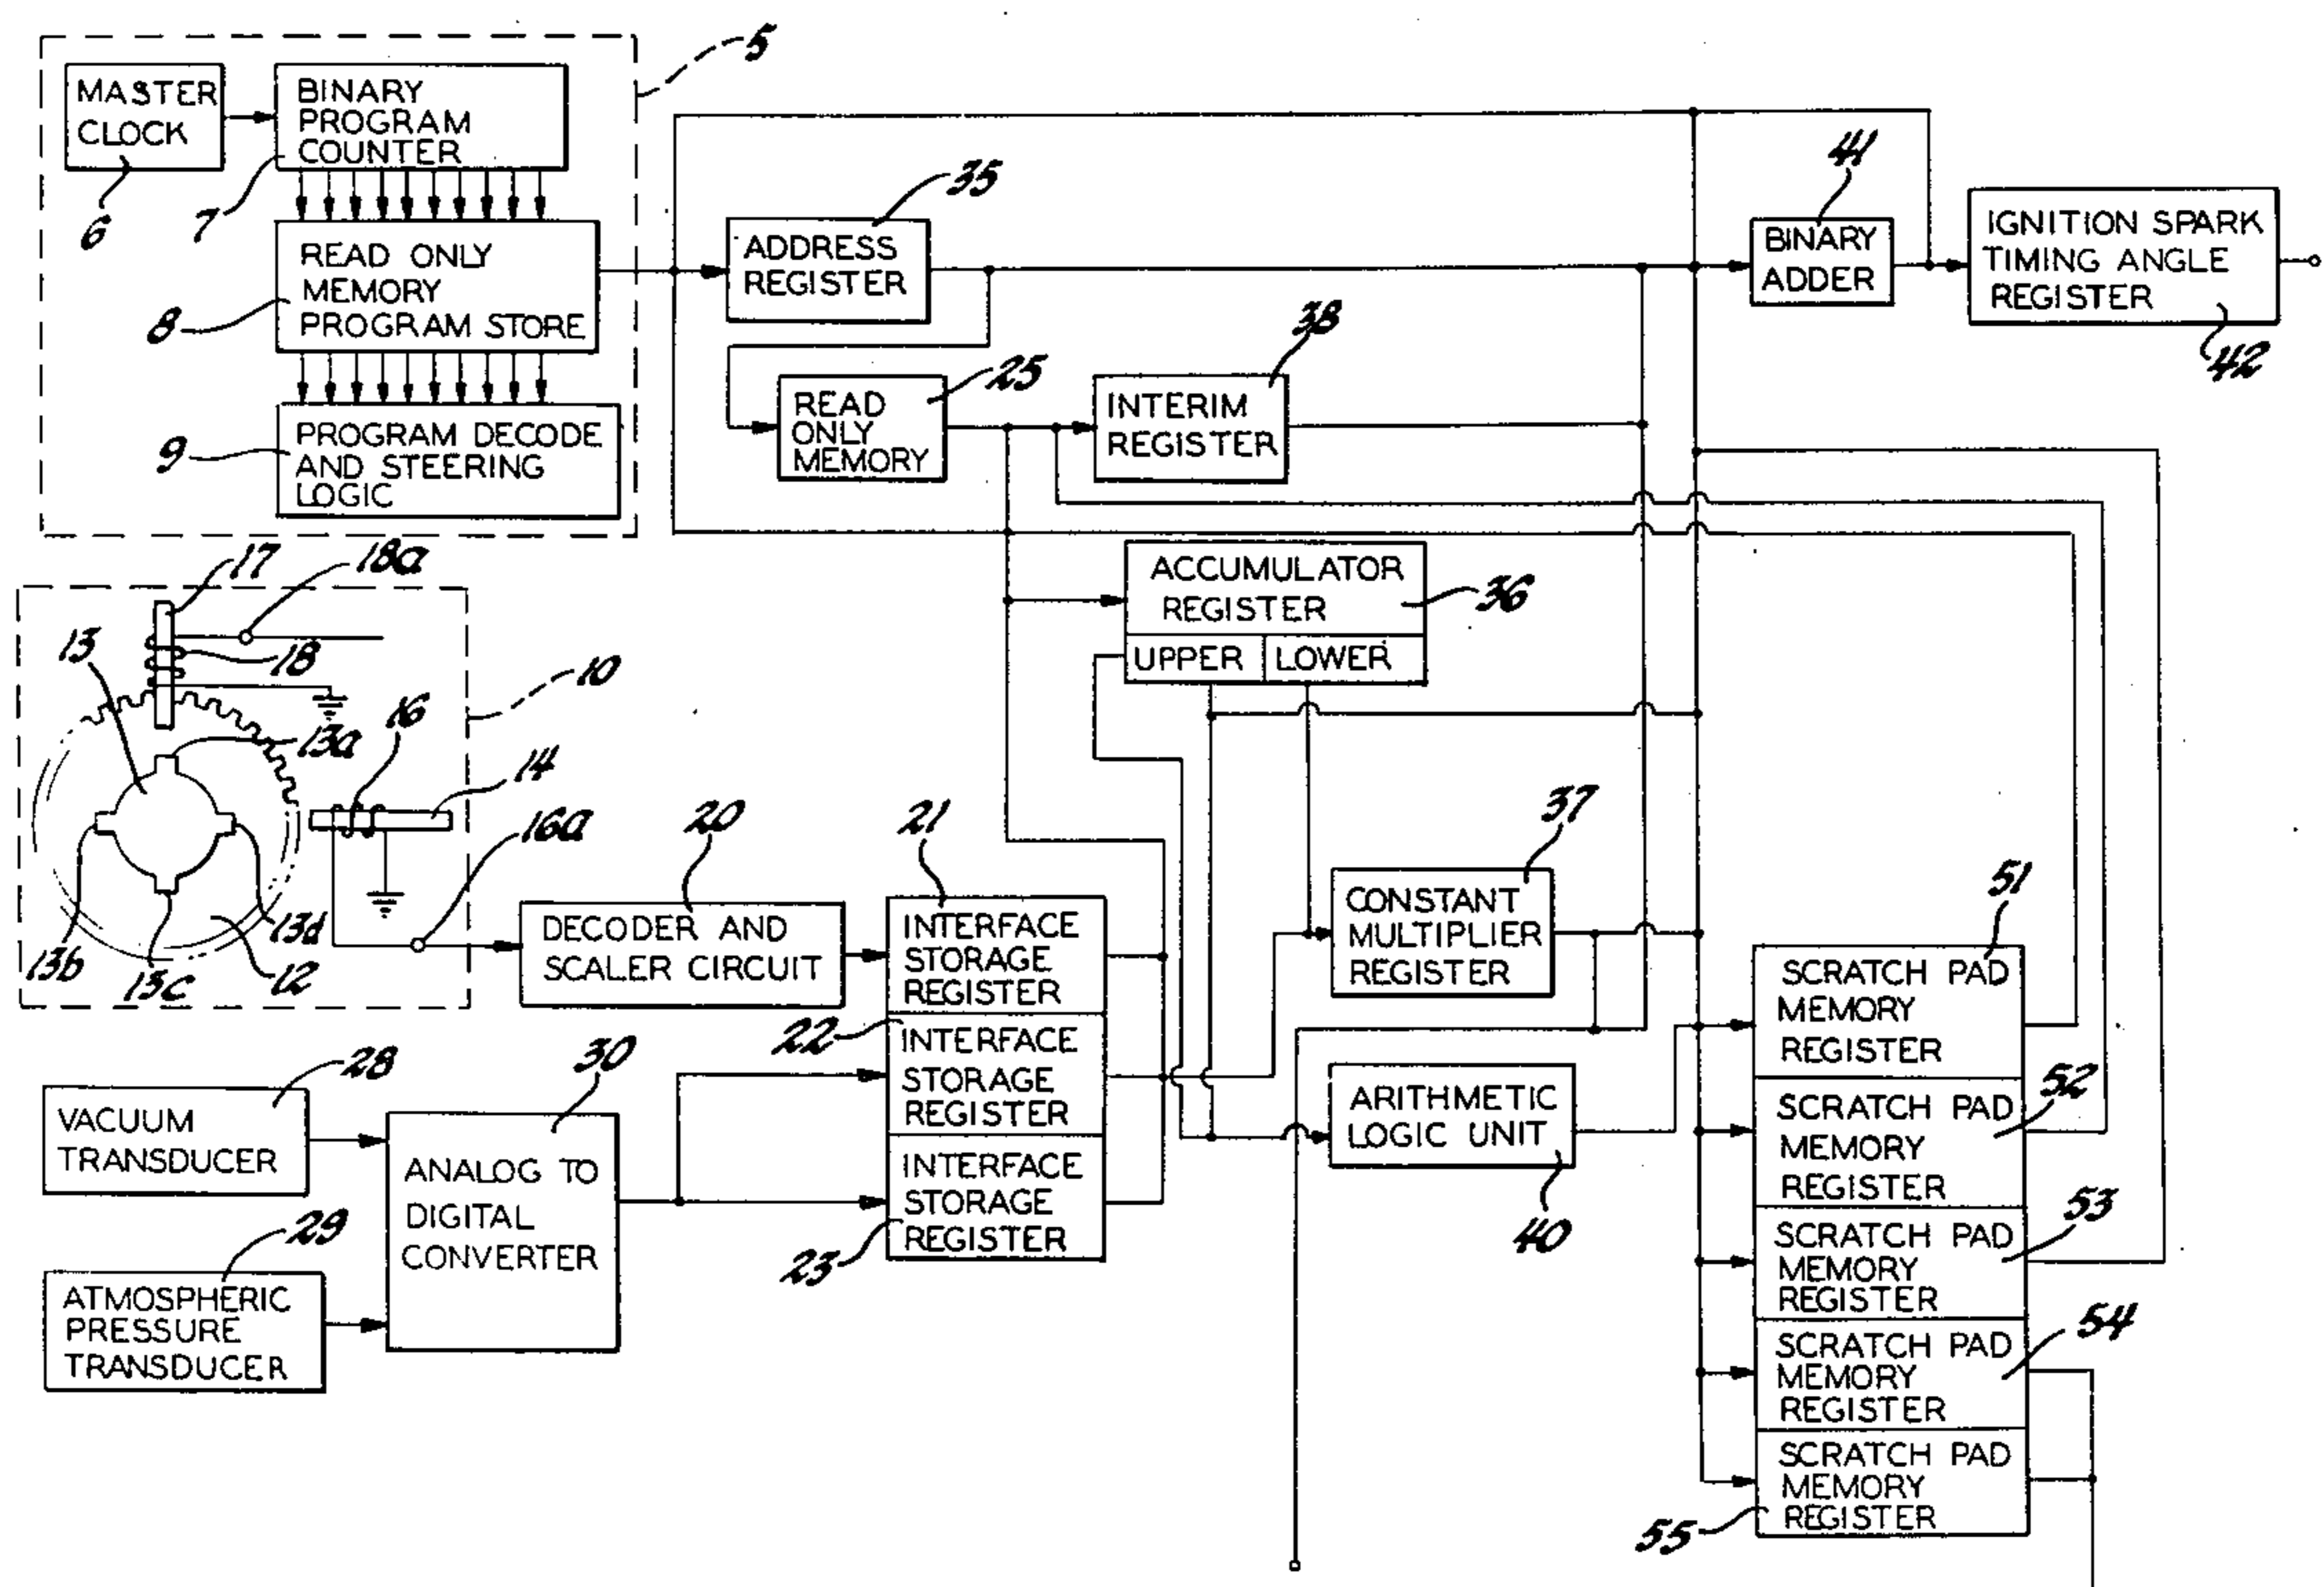 5
MASTER
CLOCK
6
BINARY
PROGRAM
COUNTER
7
READ ONLY
MEMORY
PROGRAM STORE
8
PROGRAM DECODE
AND STEERING
LOGIC
9
35
ADDRESS
REGISTER
41
BINARY
ADDER
IGNITION SPARK
TIMING ANGLE
REGISTER
42
25
READ
ONLY
MEMORY
38
INTERIM
REGISTER
ACCUMULATOR
REGISTER
36
UPPER
LOWER
17
18a
13
18
10
16
13a
14
16a
13b
13c
13d
12
20
DECODER AND
SCALER CIRCUIT
21
INTERFACE
STORAGE
REGISTER
22
INTERFACE
STORAGE
REGISTER
INTERFACE
STORAGE
REGISTER
23
37
CONSTANT
MULTIPLIER
REGISTER
28
VACUUM
TRANSDUCER
30
ANALOG TO
DIGITAL
CONVERTER
29
ATMOSPHERIC
PRESSURE
TRANSDUCER
ARITHMETIC
LOGIC UNIT
40
51
SCRATCH PAD
MEMORY
REGISTER
52
SCRATCH PAD
MEMORY
REGISTER
53
SCRATCH PAD
MEMORY
REGISTER
54
SCRATCH PAD
MEMORY
REGISTER
SCRATCH PAD
MEMORY
REGISTER
55